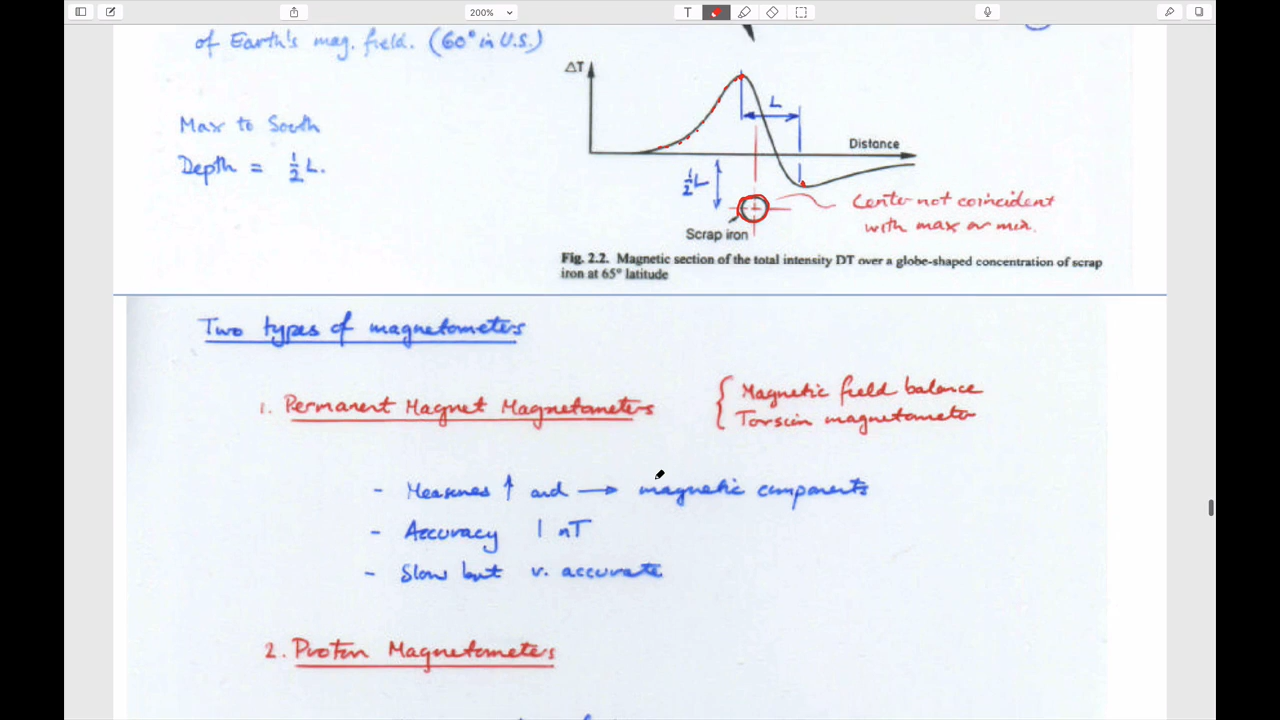 200%
T
of Earth's mag. field. (60° in U.S.)
ΔT
L
Max to South
Distance
Depth = ½ L.
½L
Center not coincident
with max or min.
Scrap iron
Fig. 2.2. Magnetic section of the total intensity DT over a globe-shaped concentration of scrap
iron at 65° latitude
Two types of magnetometers
1. Permanent Magnet Magnetometers
{ Magnetic field balance
Torsion magnetometer
- Measures ↑ and → magnetic components
- Accuracy 1 nT
- Slow but v. accurate
2. Proton Magnetometers